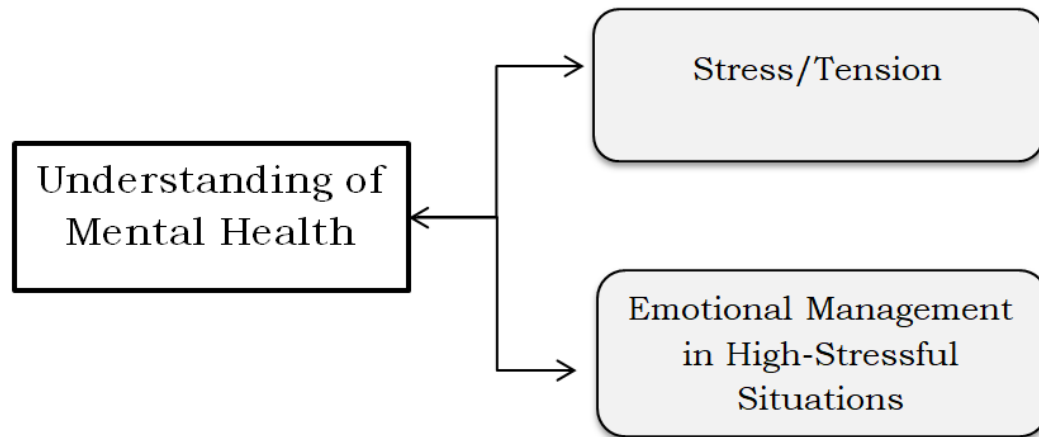 Understanding of
Mental Health
Stress/Tension
Emotional Management
in High-Stressful
Situations